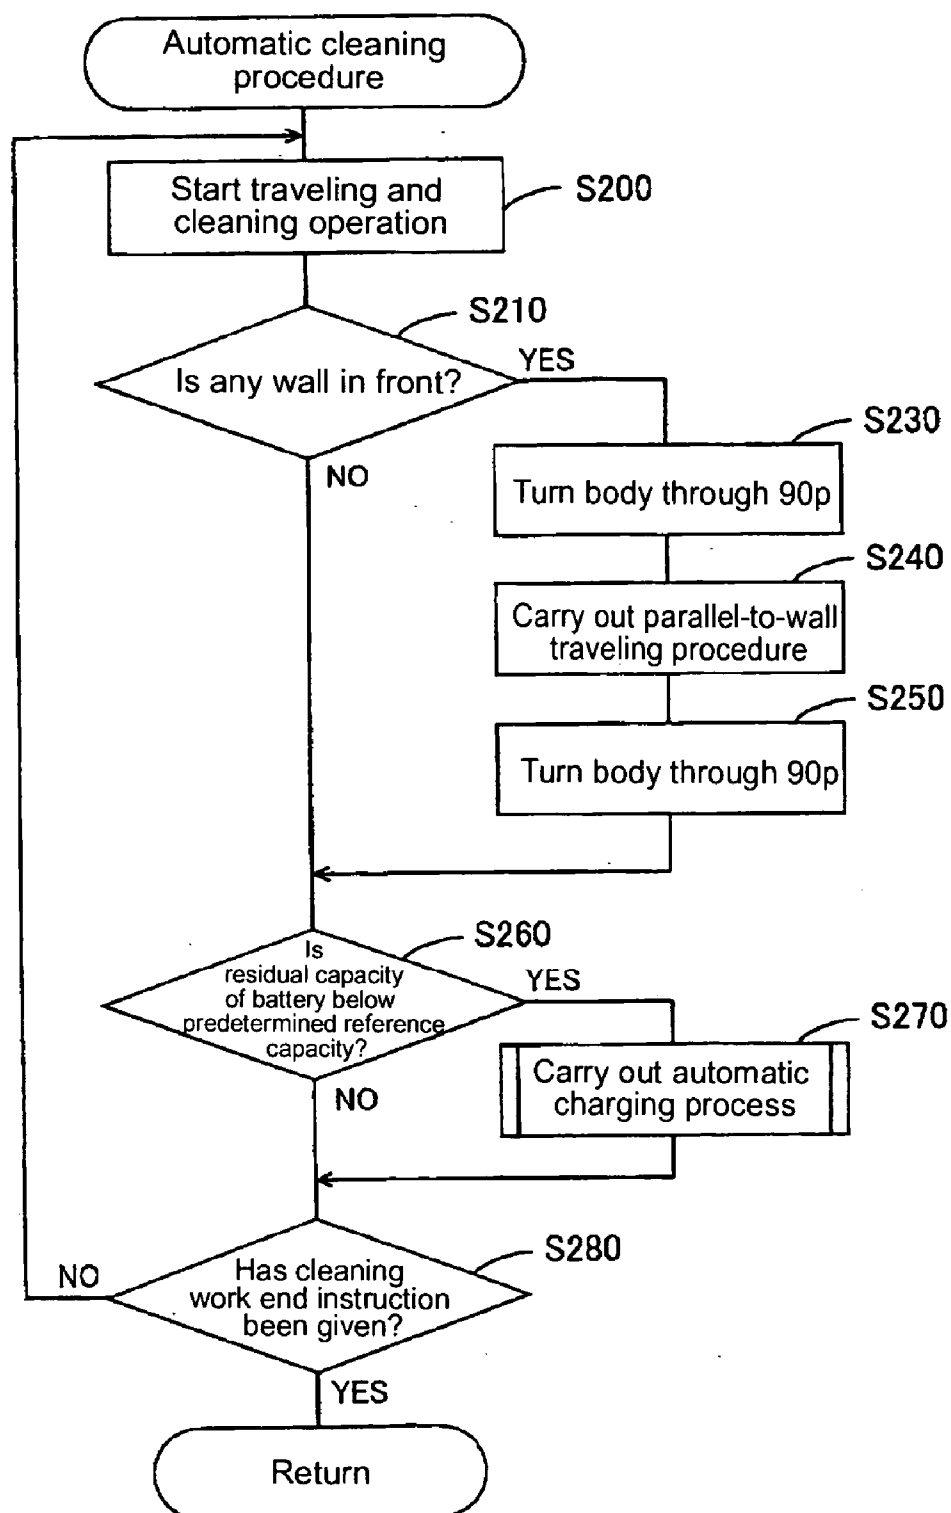 Automatic cleaning
procedure
Start traveling and
cleaning operation
S200
S210
Is any wall in front?
YES
NO
S230
Turn body through 90p
S240
Carry out parallel-to-wall
traveling procedure
S250
Turn body through 90p
S260
Is
residual capacity
of battery below
predetermined reference
capacity?
YES
NO
S270
Carry out automatic
charging process
S280
Has cleaning
work end instruction
been given?
NO
YES
Return